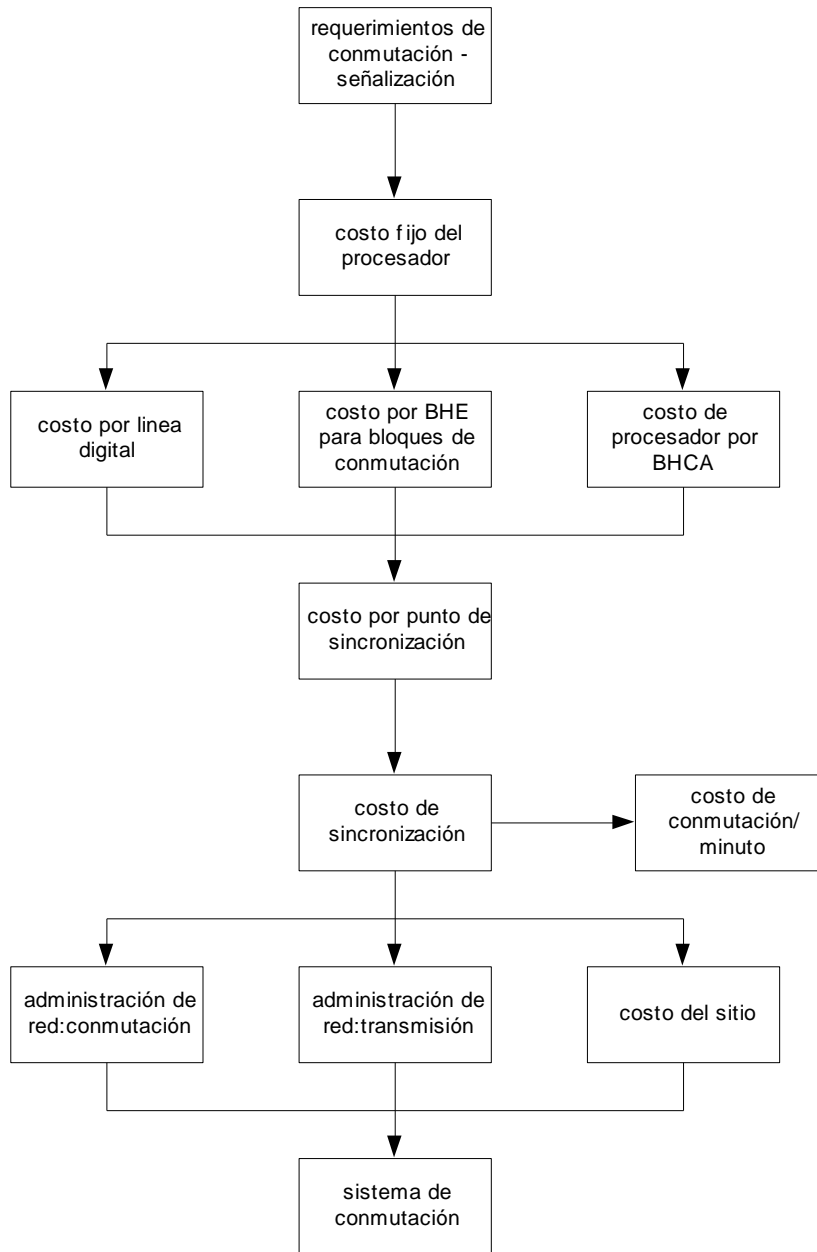 requerimientos de
conmutación -
señalización
costo fijo del
procesador
costo por linea
digital
costo por BHE
para bloques de
conmutación
costo de
procesador por
BHCA
costo por punto de
sincronización
costo de
sincronización
costo de
conmutación/
minuto
administración de
red:conmutación
administración de
red:transmisión
costo del sitio
sistema de
conmutación